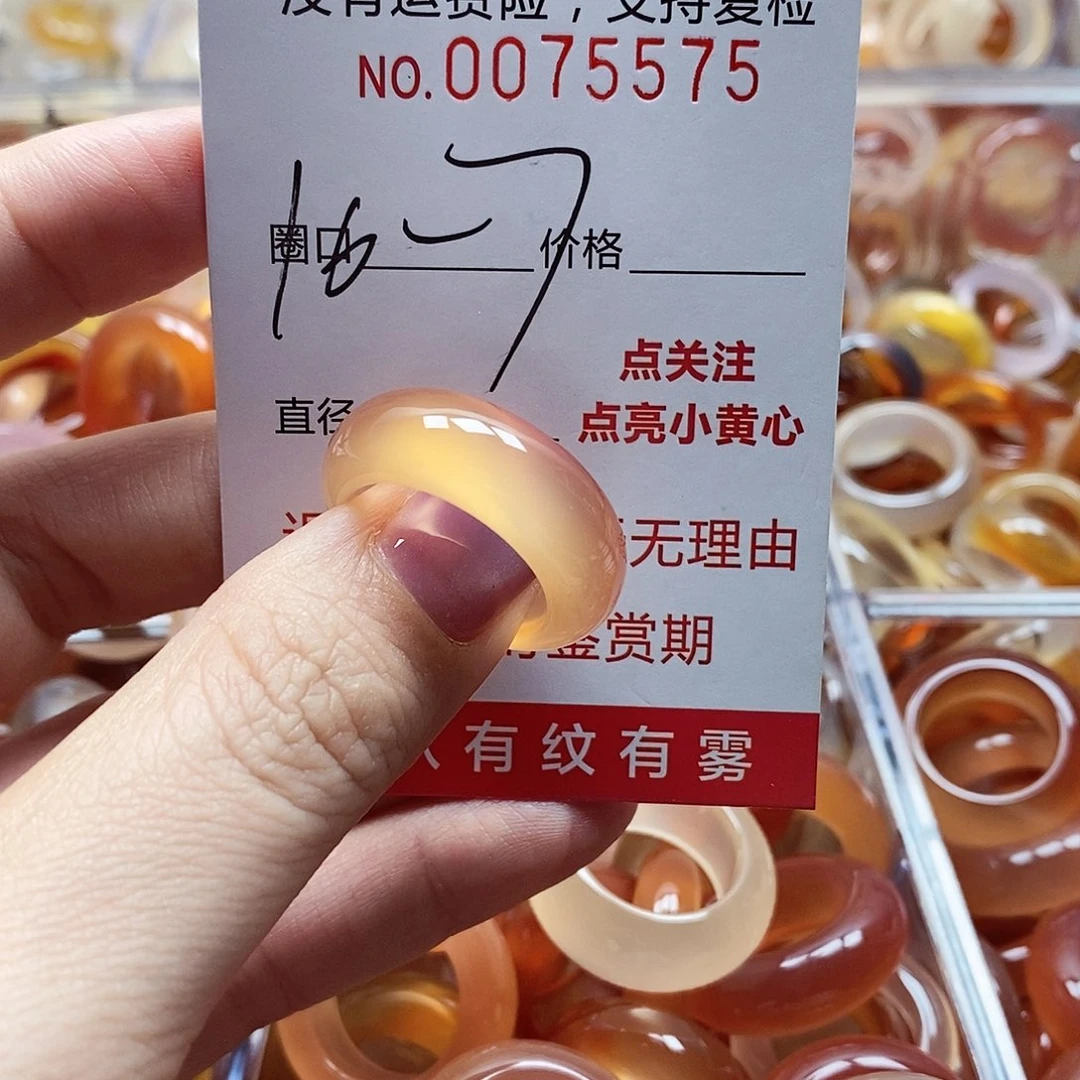 没有运费险，支持复检
NO.0075575
圈口 价格
点关注
直径 点亮小黄心
无理由
鉴赏期
有纹有雾